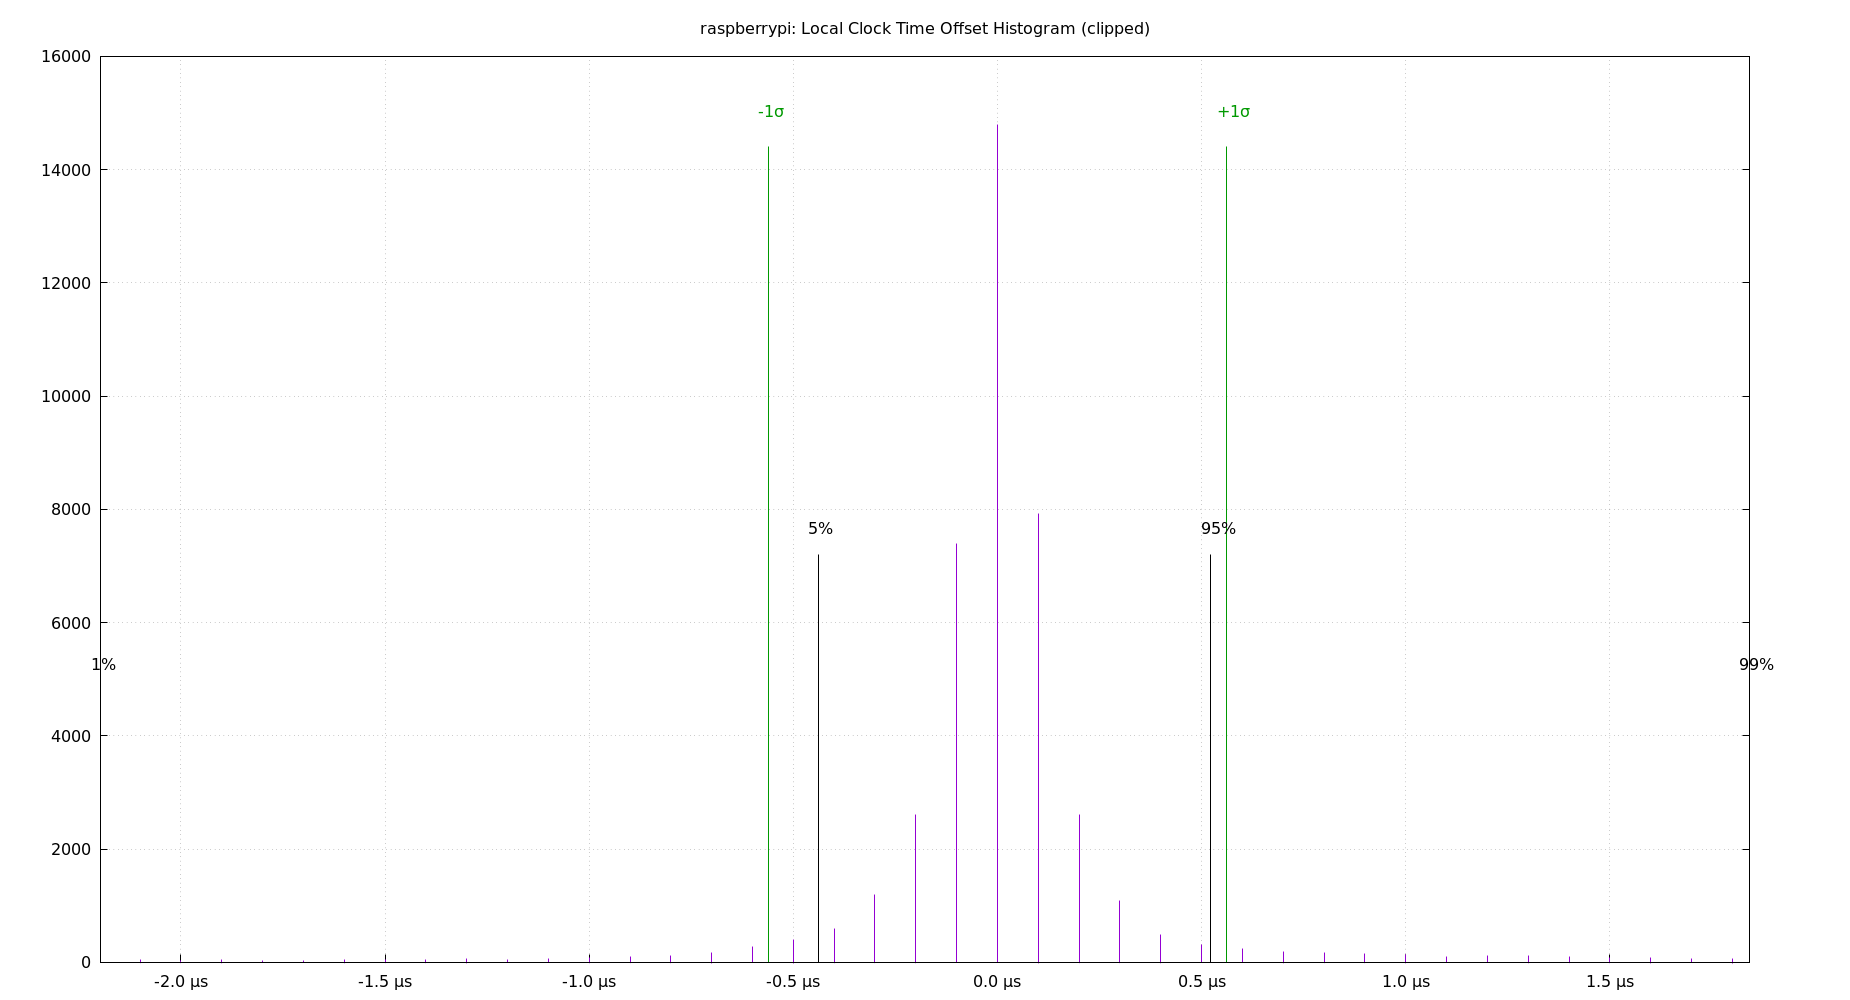 raspberrypi: Local Clock Time Offset Histogram (clipped)
16000
-1σ
+1σ
14000
12000
10000
8000
5%
95%
6000
1%
99%
4000
2000
0
-2.0 µs
-1.5 µs
-1.0 µs
-0.5 µs
0.0 µs
0.5 µs
1.0 µs
1.5 µs